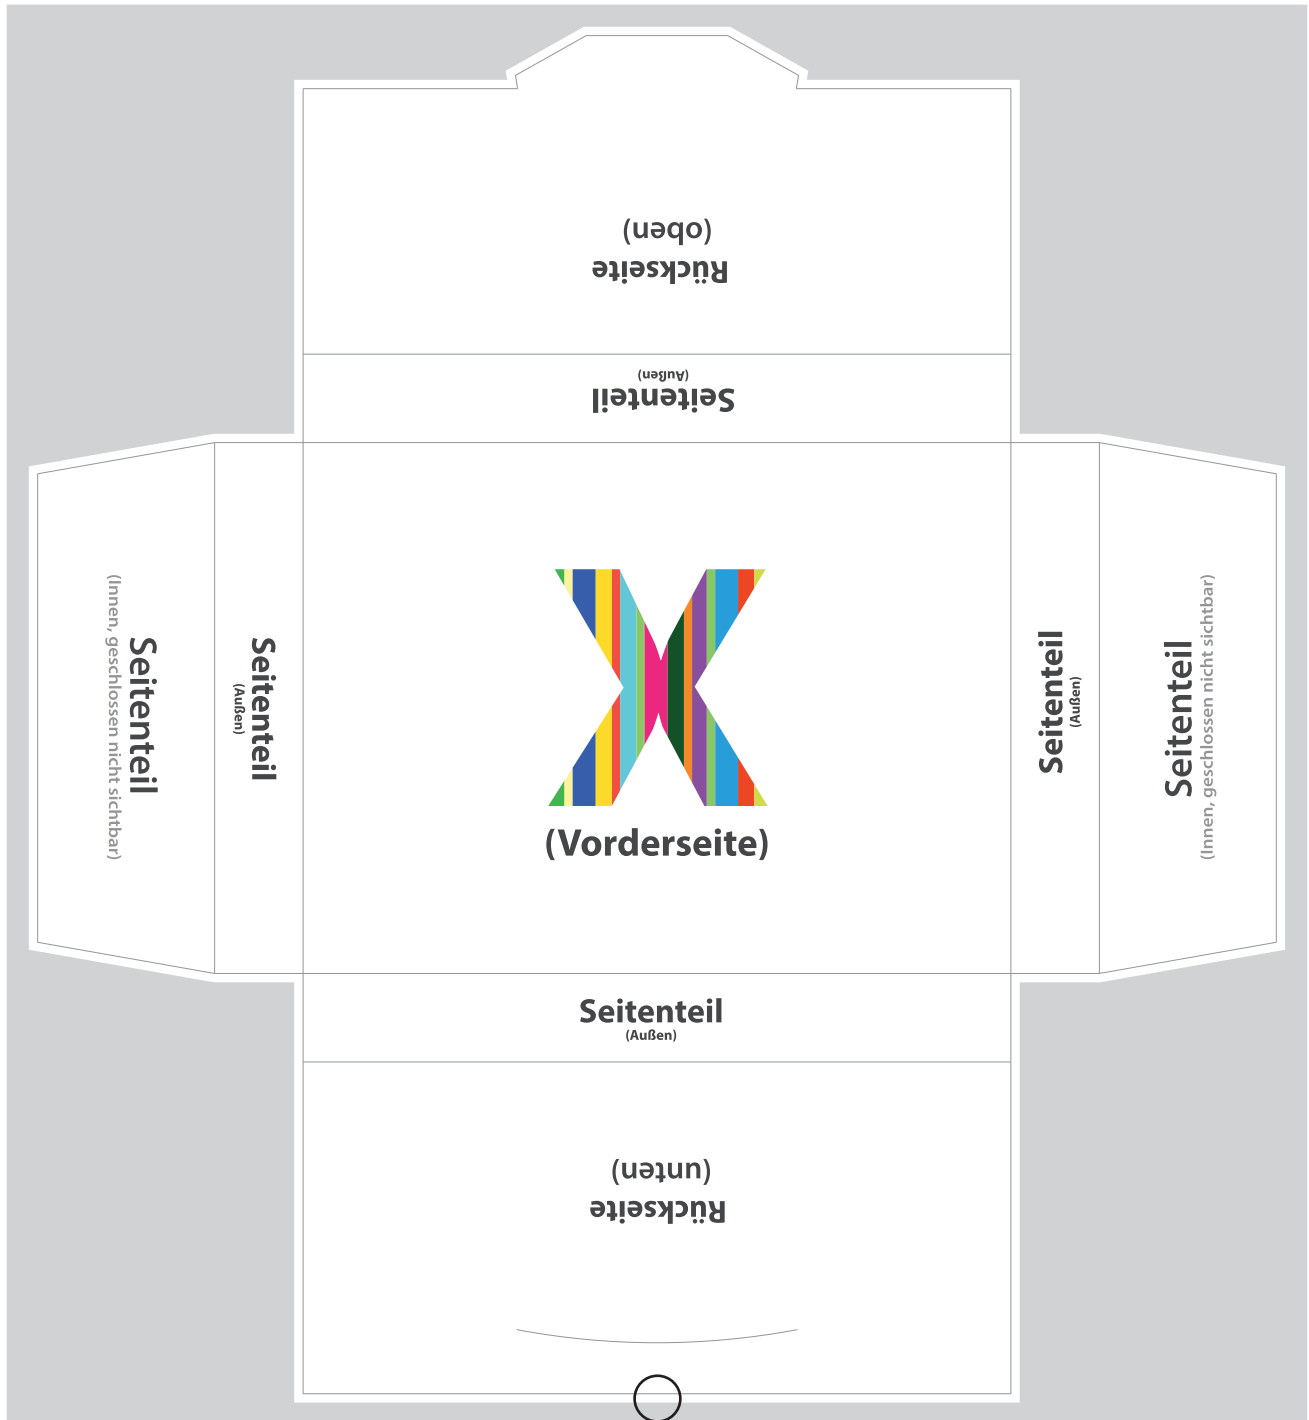 (oben)
Rückseite
(Außen)
Seitenteil
Seitenteil
(Innen, geschlossen nicht sichtbar)
Seitenteil
(Außen)
X
(Vorderseite)
Seitenteil
(Außen)
Seitenteil
(Innen, geschlossen nicht sichtbar)
Seitenteil
(Außen)
(unten)
Rückseite